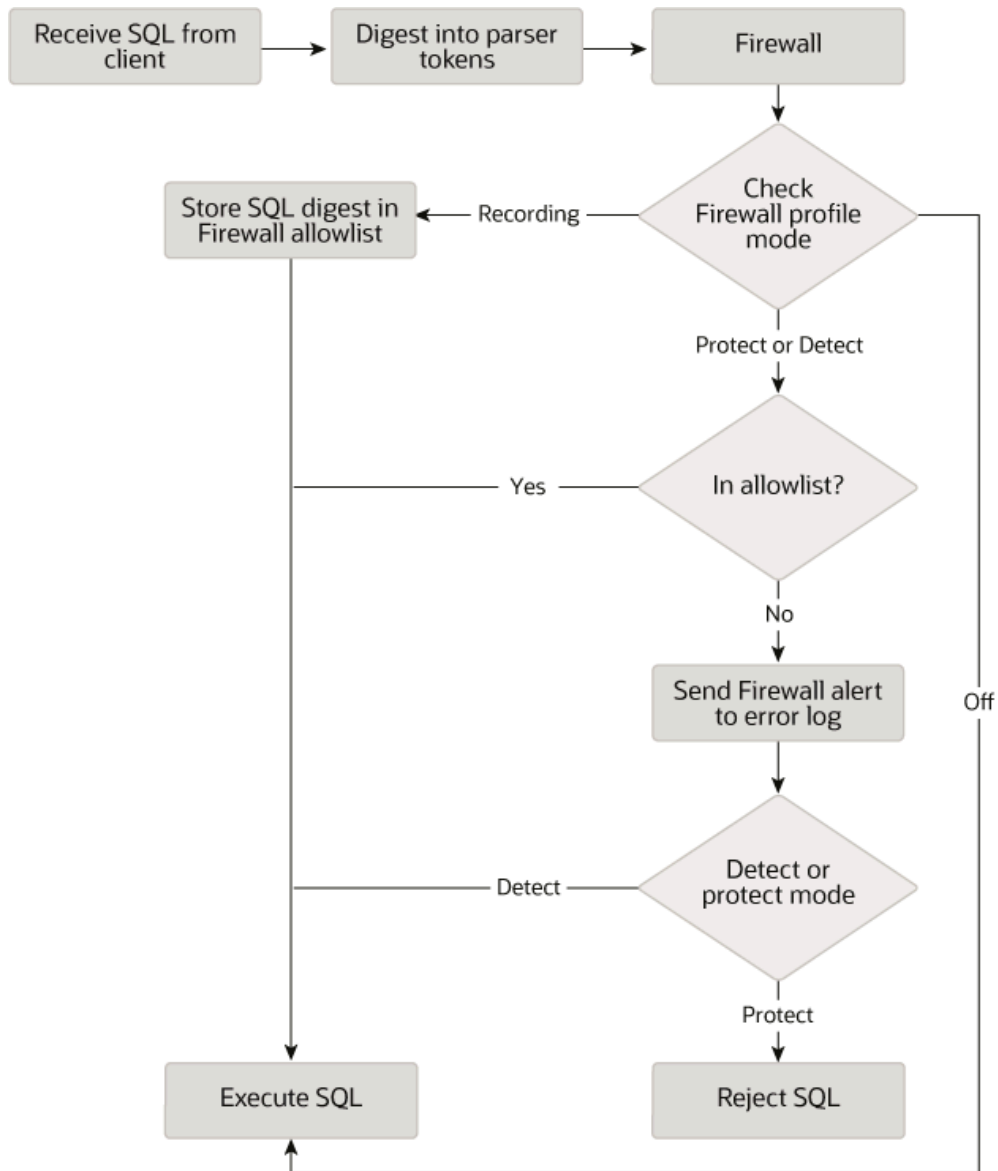 Receive SQL from
client
Digest into parser
tokens
Firewall
Check
Firewall profile
mode
Recording
Store SQL digest in
Firewall allowlist
Protect or Detect
In allowlist?
Yes
No
Send Firewall alert
to error log
Off
Detect or
protect mode
Detect
Protect
Execute SQL
Reject SQL